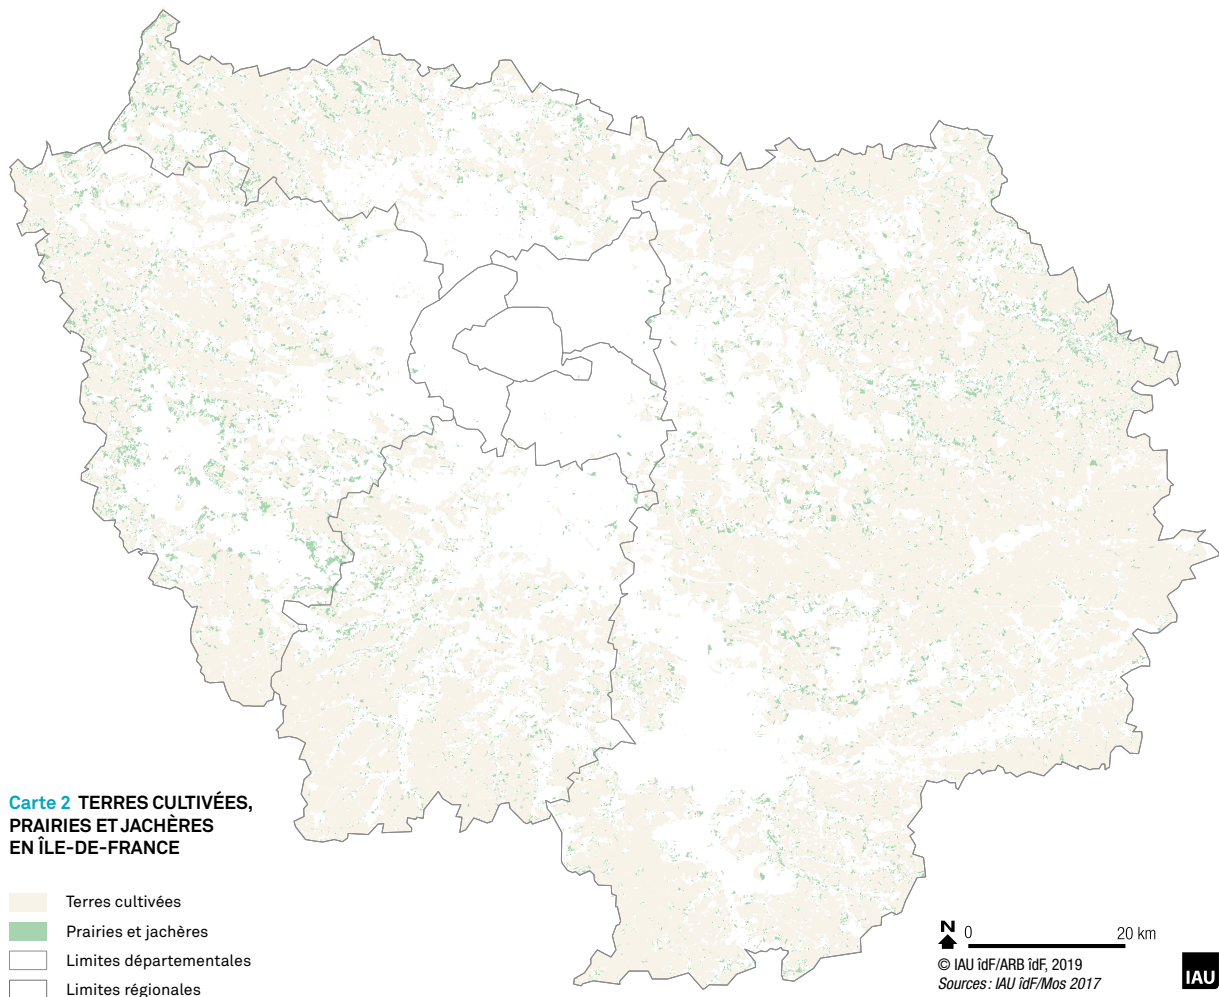 Carte 2 TERRES CULTIVÉES,
PRAIRIES ET JACHÈRES
EN ÎLE-DE-FRANCE
Terres cultivées
Prairies et jachères
Limites départementales
Limites régionales
N 0 20 km
© IAU îdF/ARB îdF, 2019
Sources : IAU îdF/Mos 2017
IAU